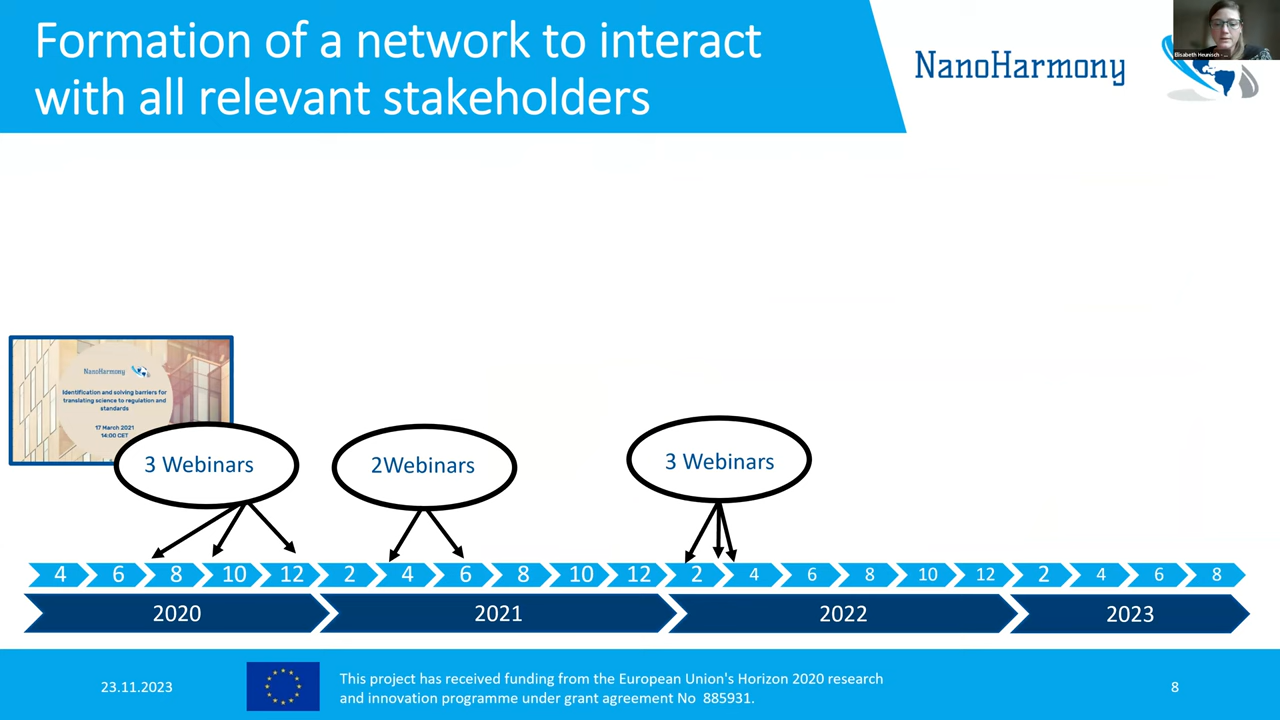 Formation of a network to interact
with all relevant stakeholders
NanoHarmony
Elisabeth Heunisch - ...
NanoHarmony
Identification and solving barriers for
translating science to regulation and
standards
17 March 2021
14:00 CET
3 Webinars
2Webinars
3 Webinars
4 6 8 10 12 2 4 6 8 10 12 2 4 6 8 10 12 2 4 6 8
2020 2021 2022 2023
23.11.2023
This project has received funding from the European Union's Horizon 2020 research
and innovation programme under grant agreement No 885931.
8